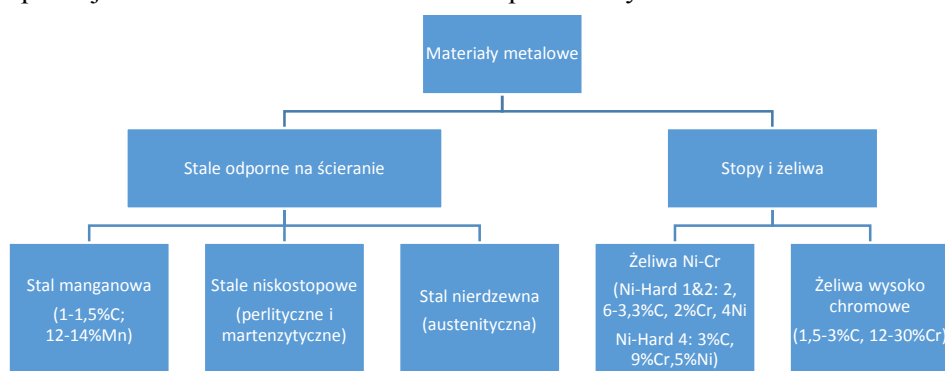 Materiały metalowe
Stale odporne na ścieranie
Stopy i żeliwa
Stal manganowa
(1-1,5%C;
12-14%Mn)
Stale niskostopowe
(perlityczne i
martenzytyczne)
Stal nierdzewna
(austenityczna)
Żeliwa Ni-Cr
(Ni-Hard 1&2: 2,
6-3,3%C, 2%Cr, 4Ni
Ni-Hard 4: 3%C,
9%Cr,5%Ni)
Żeliwa wysoko
chromowe
(1,5-3%C, 12-30%Cr)